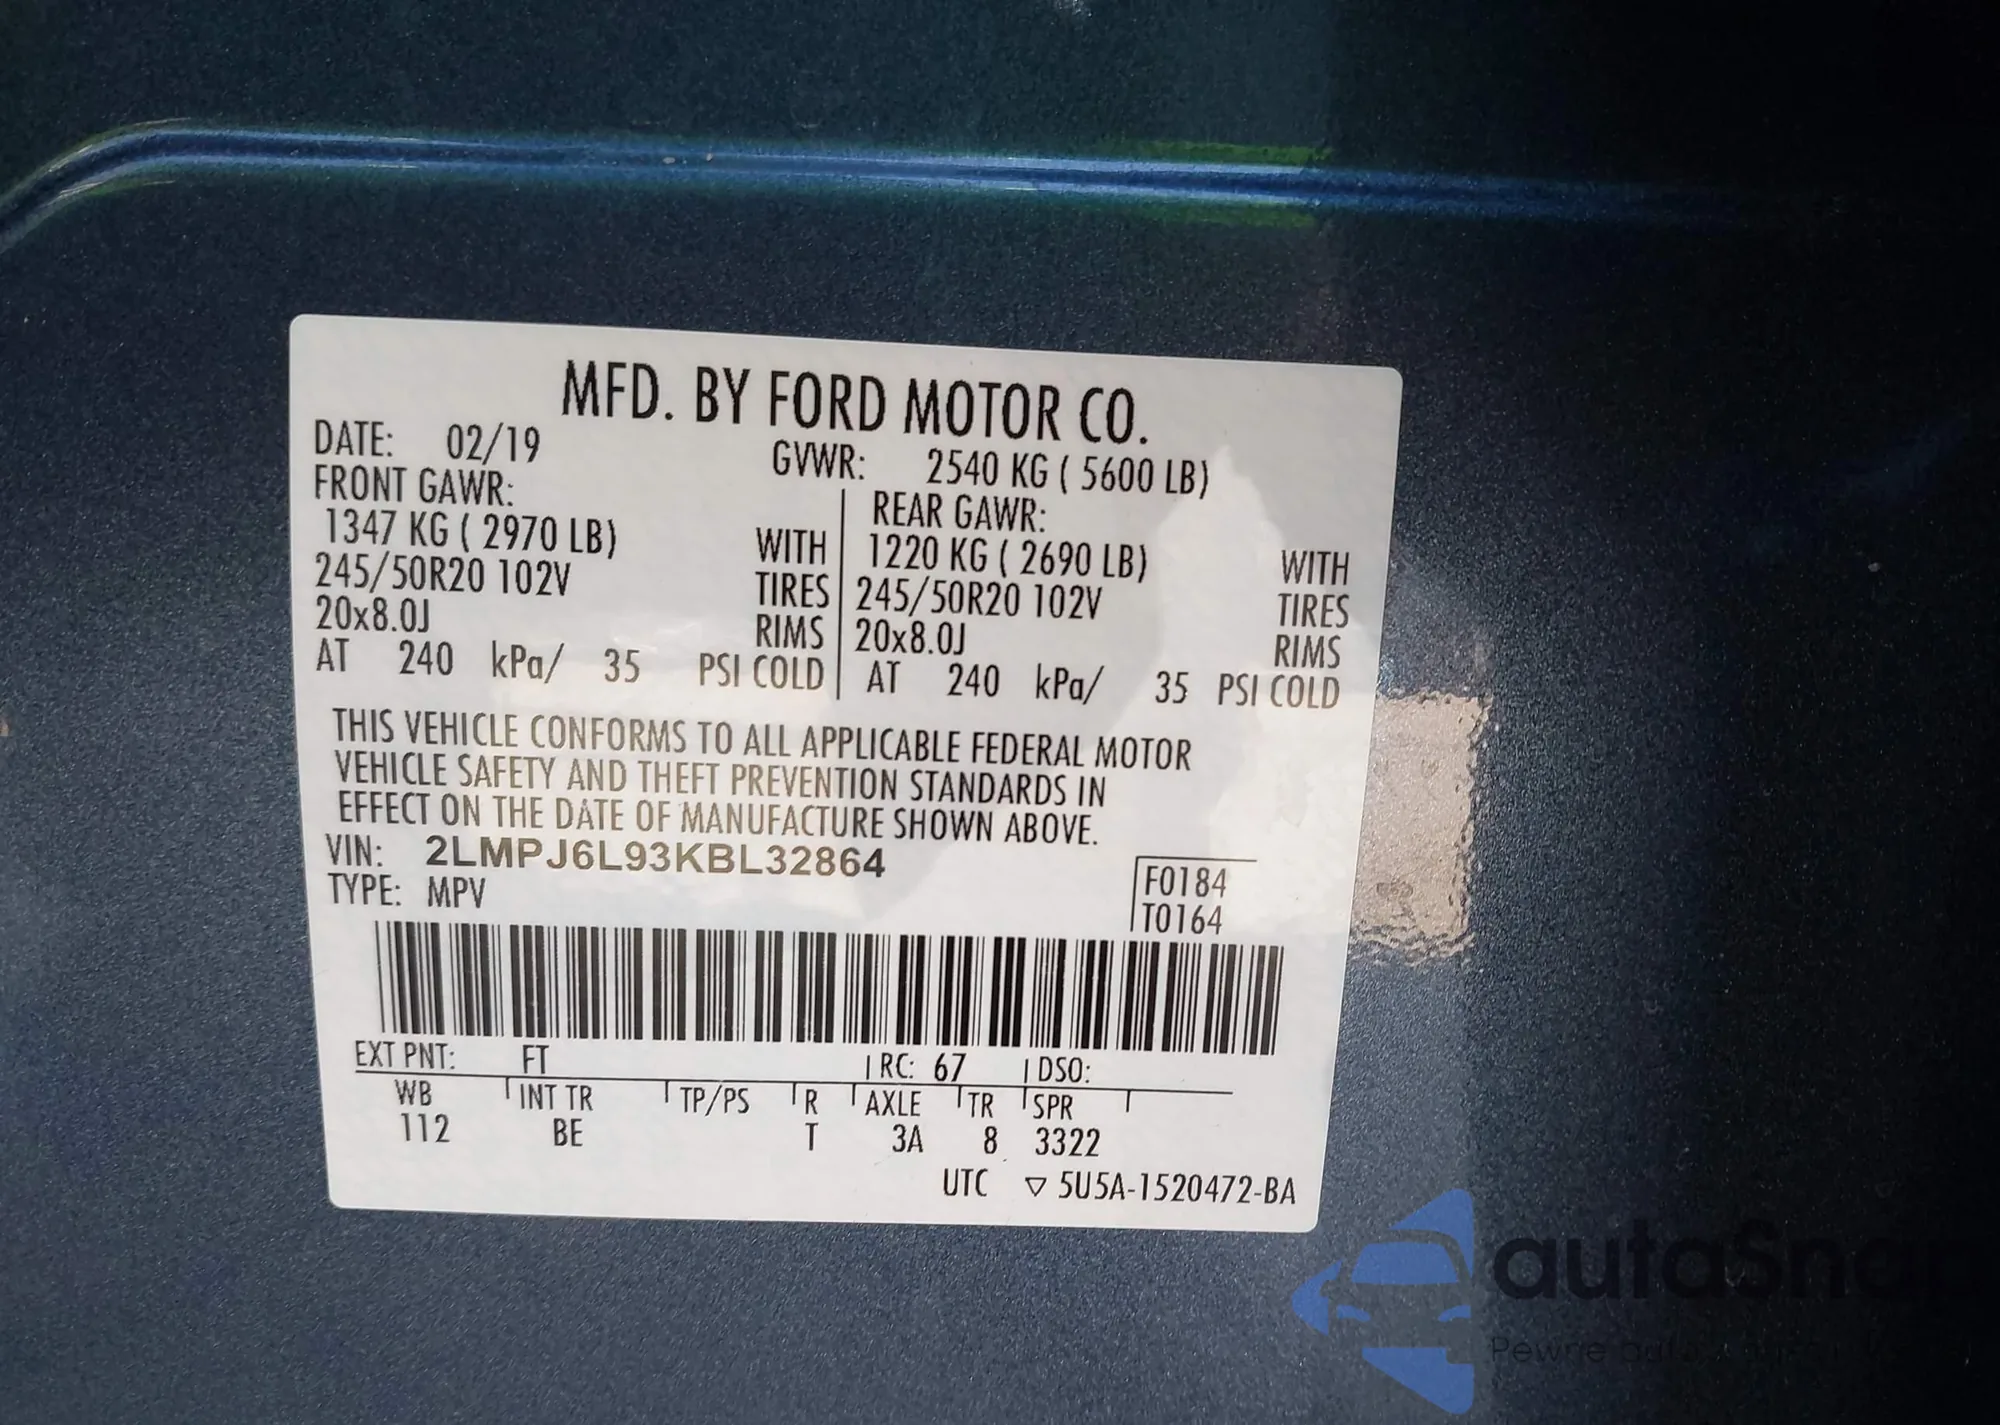 MFD. BY FORD MOTOR CO.
DATE: 02/19 GVWR: 2540 KG ( 5600 LB)
FRONT GAWR: REAR GAWR:
1347 KG ( 2970 LB) WITH 1220 KG ( 2690 LB) WITH
245/50R20 102V TIRES 245/50R20 102V TIRES
20x8.0J RIMS 20x8.0J RIMS
AT 240 kPa/ 35 PSI COLD AT 240 kPa/ 35 PSI COLD
THIS VEHICLE CONFORMS TO ALL APPLICABLE FEDERAL MOTOR
VEHICLE SAFETY AND THEFT PREVENTION STANDARDS IN
EFFECT ON THE DATE OF MANUFACTURE SHOWN ABOVE.
VIN: 2LMPJ6L93KBL32864
TYPE: MPV
F0184
T0164
EXT PNT: FT RC: 67 DSO:
WB INT TR TP/PS R AXLE TR SPR
112 BE T 3A 8 3322
UTC ▽ 5U5A-1520472-BA
autaSna
Pewne auta